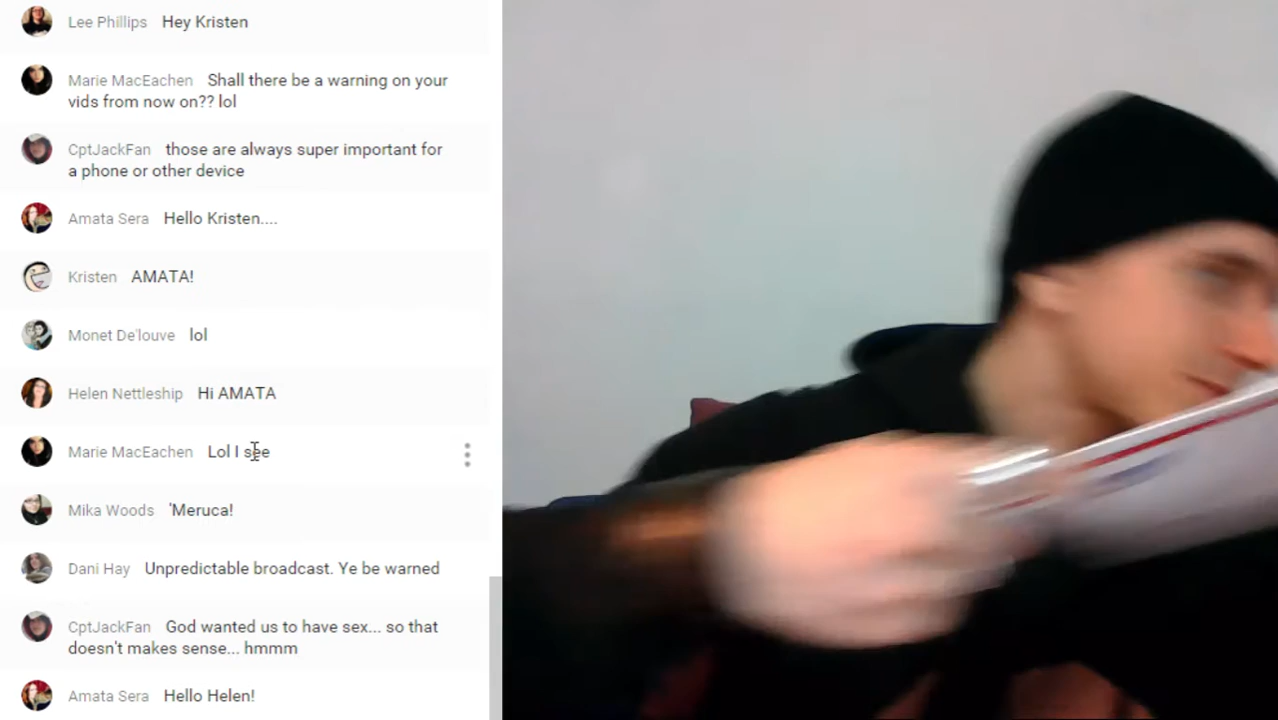 Lee Phillips Hey Kristen
Marie MacEachen Shall there be a warning on your
vids from now on?? lol
CptJackFan those are always super important for
a phone or other device
Amata Sera Hello Kristen....
Kristen AMATA!
Monet De'louve lol
Helen Nettleship Hi AMATA
Marie MacEachen Lol I see
Mika Woods 'Meruca!
Dani Hay Unpredictable broadcast. Ye be warned
CptJackFan God wanted us to have sex... so that
doesn't makes sense... hmmm
Amata Sera Hello Helen!